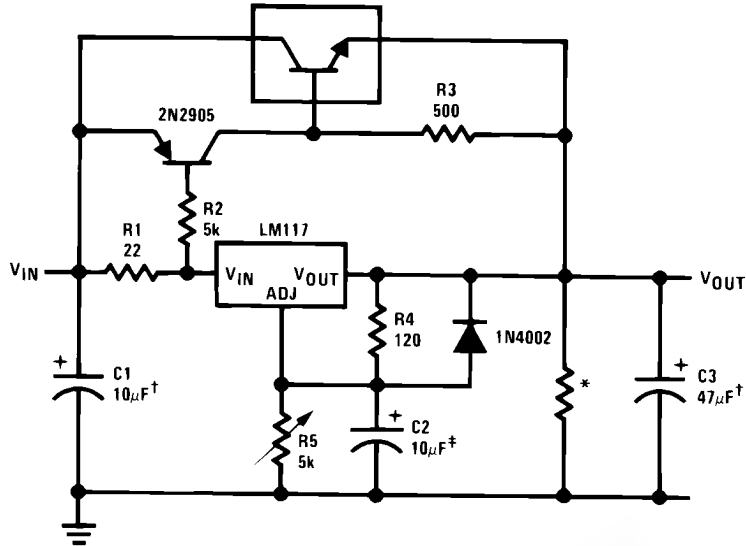 R3
500
2N2905
R2
5k
LM117
R1
22
VIN
VIN
VOUT
ADJ
VOUT
R4
120
1N4002
+
C1
10μF†
R5
5k
+
C2
10μF‡
*
+
C3
47μF†